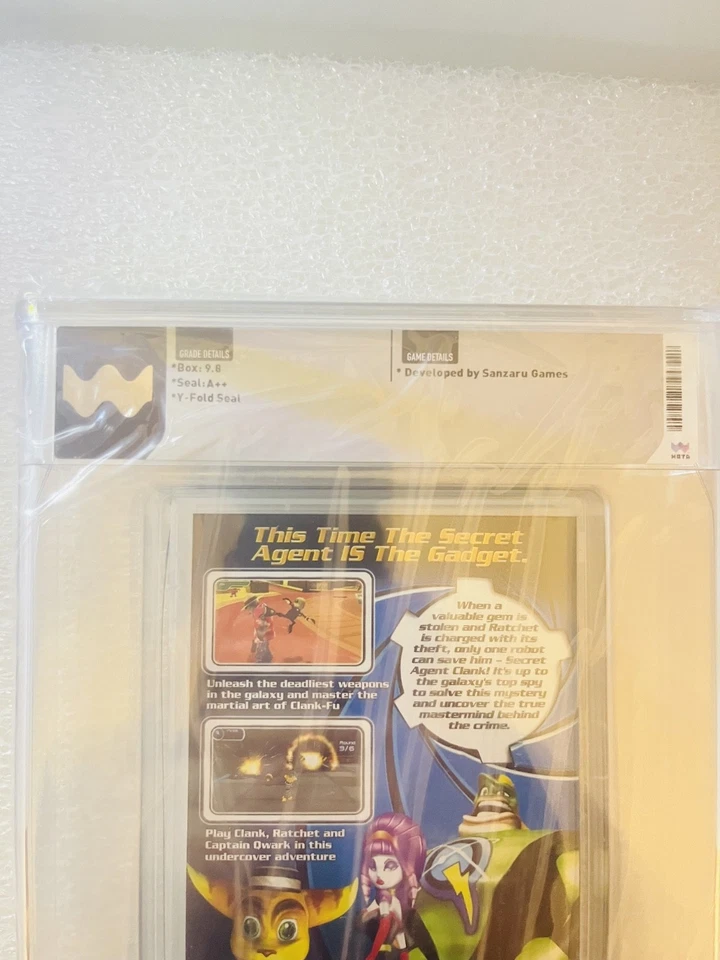 GRADE DETAILS
*Box: 9.8
*Seal: A++
*Y-Fold Seal
GAME DETAILS
* Developed by Sanzaru Games
WATA
This Time The Secret
Agent IS The Gadget.
When a
valuable gem is
stolen and Ratchet
is charged with its
theft, only one robot
can save him – Secret
Agent Clank! It's up to
the galaxy's top spy
to solve this mystery
and uncover the true
mastermind behind
the crime.
Unleash the deadliest weapons
in the galaxy and master the
martial art of Clank-Fu
Round
5/6
Play Clank, Ratchet and
Captain Qwark in this
undercover adventure